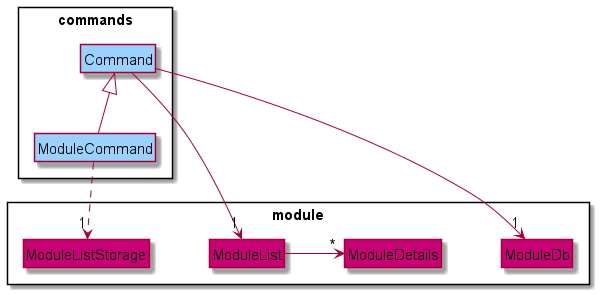 commands
Command
ModuleCommand
module
1
1
1
*
ModuleListStorage
ModuleList
ModuleDetails
ModuleDb